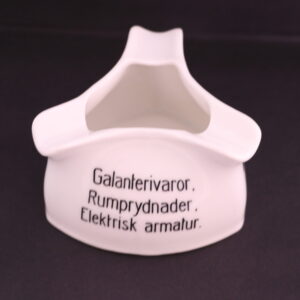 Galanterivaror.
Rumprydnader.
Elektrisk armatur.